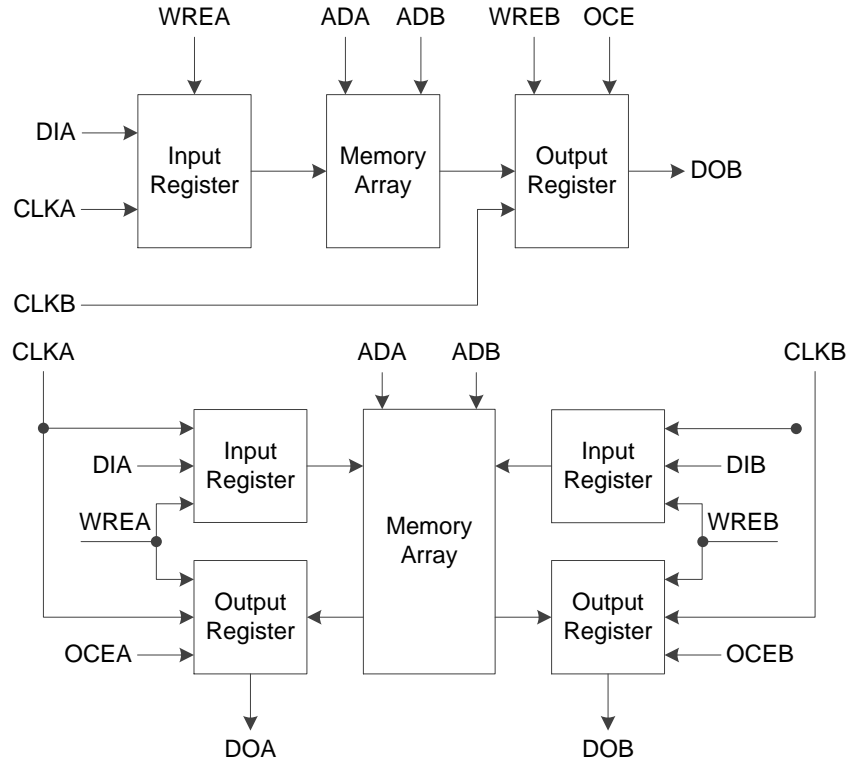 WREA ADA ADB WREB OCE
DIA
Input
Register
Memory
Array
Output
Register
DOB
CLKA
CLKB
CLKA ADA ADB CLKB
Input
Register
Input
Register
DIA
DIB
WREA
Memory
Array
WREB
Output
Register
Output
Register
OCEA
OCEB
DOA DOB